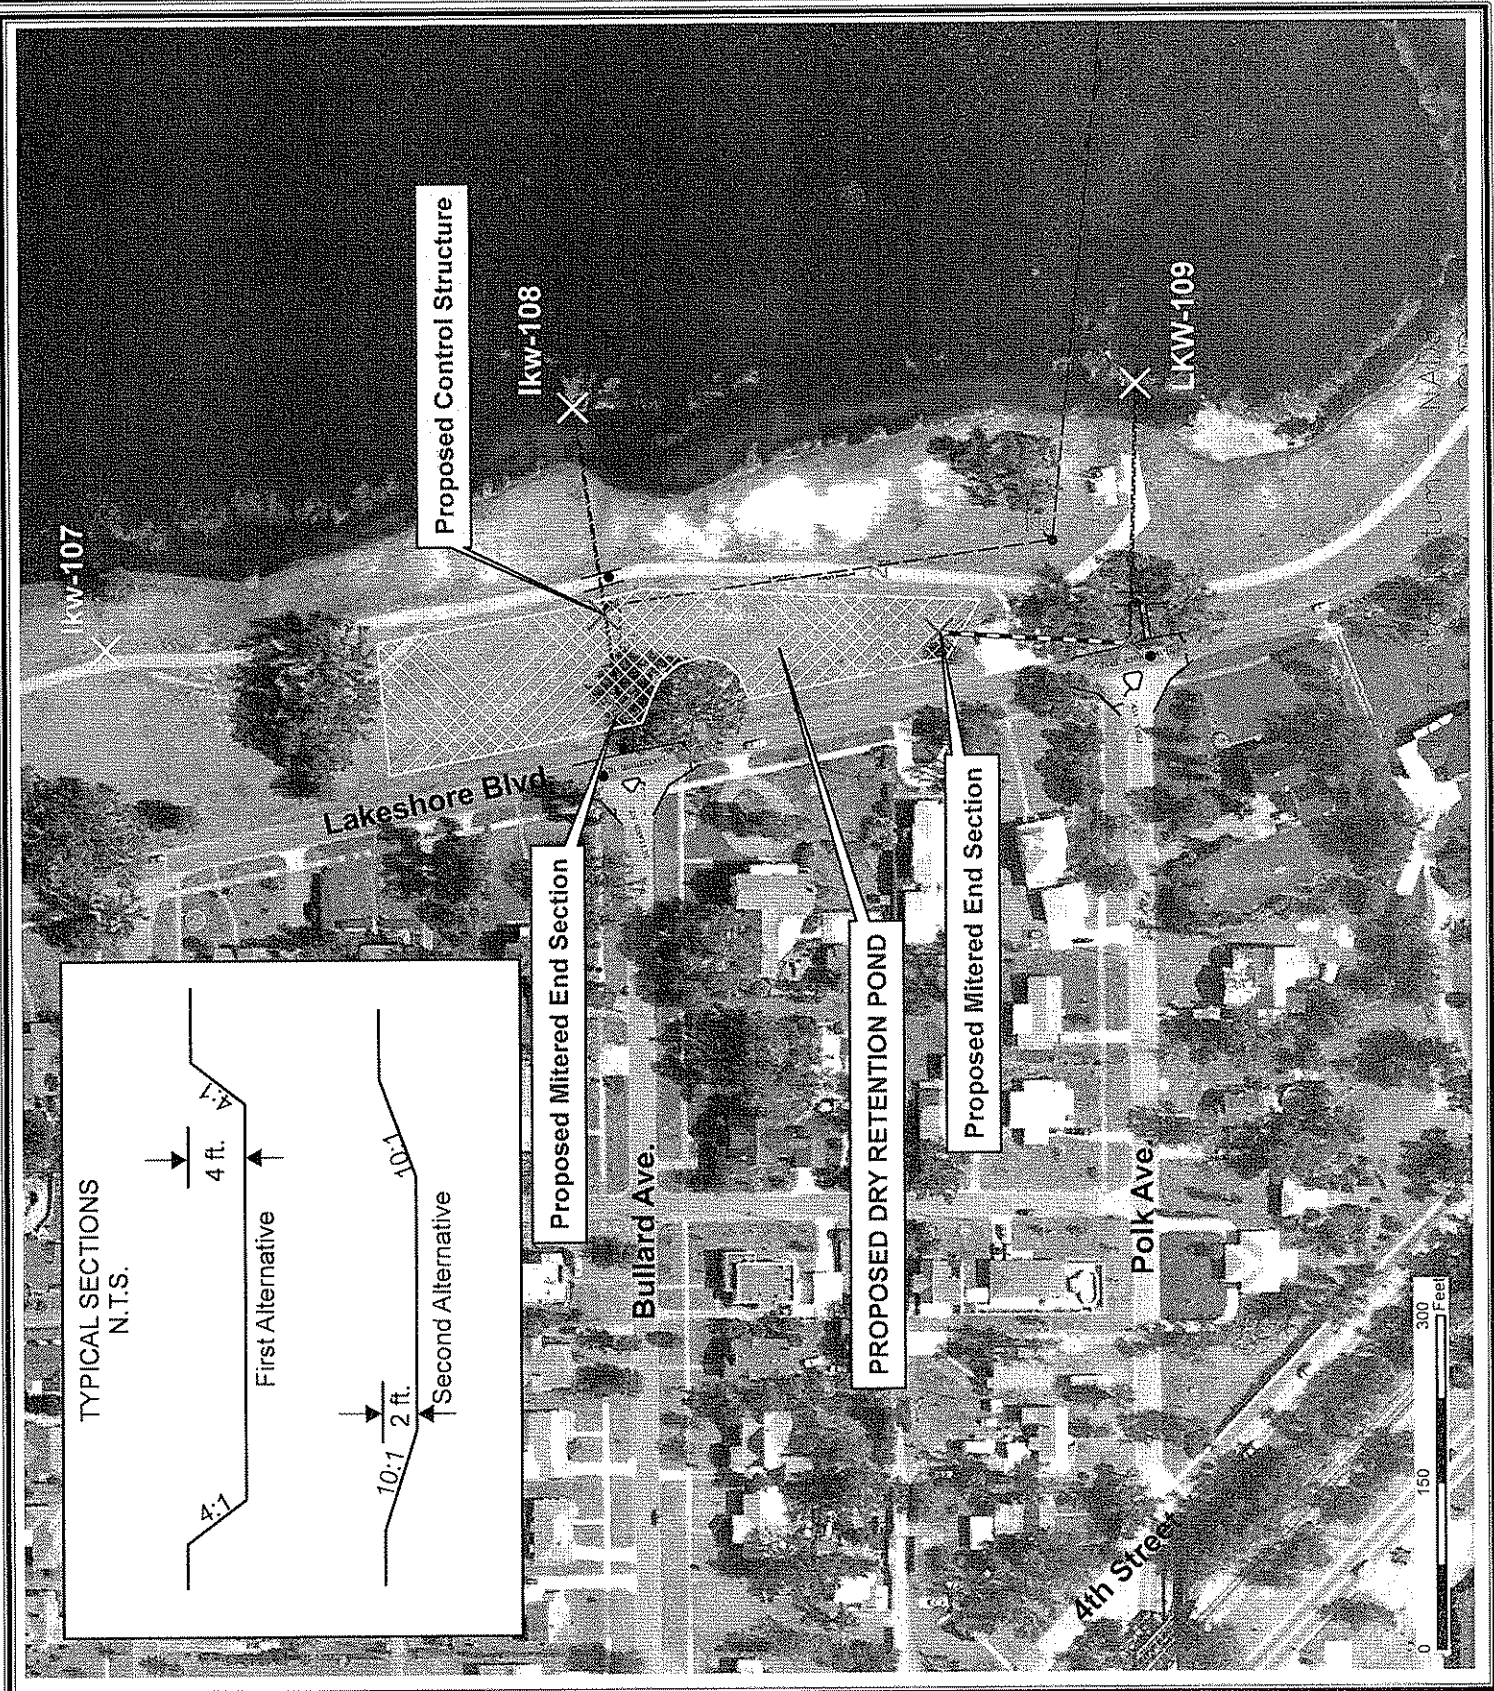 TYPICAL SECTIONS
N.T.S.
4:1
4 ft.
4:1
First Alternative
10:1
2 ft.
10:1
Second Alternative
lkw-107
lkw-108
LKW-109
Proposed Control Structure
Lakeshore Blvd.
Proposed Mitered End Section
Bullard Ave.
PROPOSED DRY RETENTION POND
Proposed Mitered End Section
Polk Ave.
4th Street
0
150
300
Feet